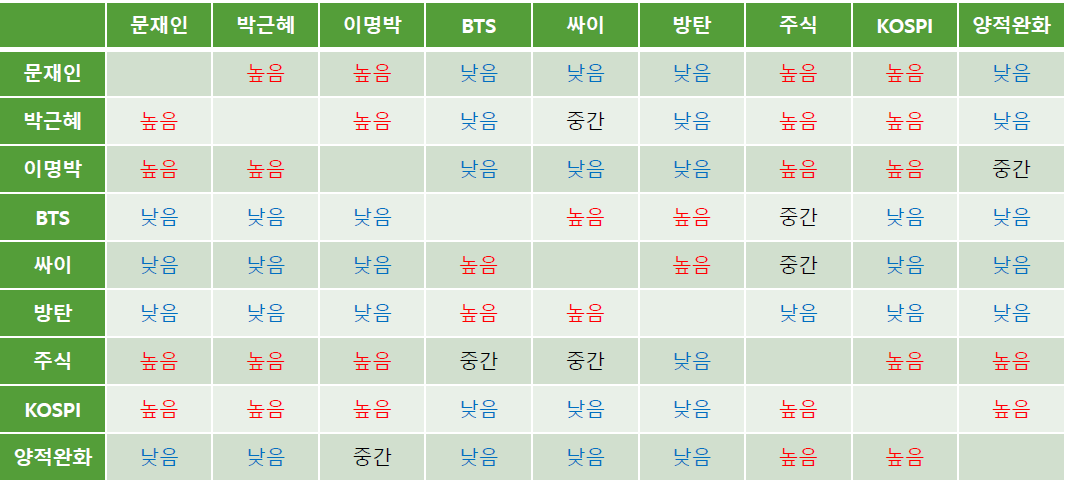 문재인 박근혜 이명박 BTS 싸이 방탄 주식 KOSPI 양적완화
문재인 높음 높음 낮음 낮음 낮음 높음 높음 낮음
박근혜 높음 높음 낮음 중간 낮음 높음 높음 낮음
이명박 높음 높음 낮음 낮음 낮음 높음 높음 중간
BTS 낮음 낮음 낮음 높음 높음 중간 낮음 낮음
싸이 낮음 낮음 낮음 높음 높음 중간 낮음 낮음
방탄 낮음 낮음 낮음 높음 높음 낮음 낮음 낮음
주식 높음 높음 높음 중간 중간 낮음 높음 높음
KOSPI 높음 높음 높음 낮음 낮음 낮음 높음 높음
양적완화 낮음 낮음 중간 낮음 낮음 낮음 높음 높음